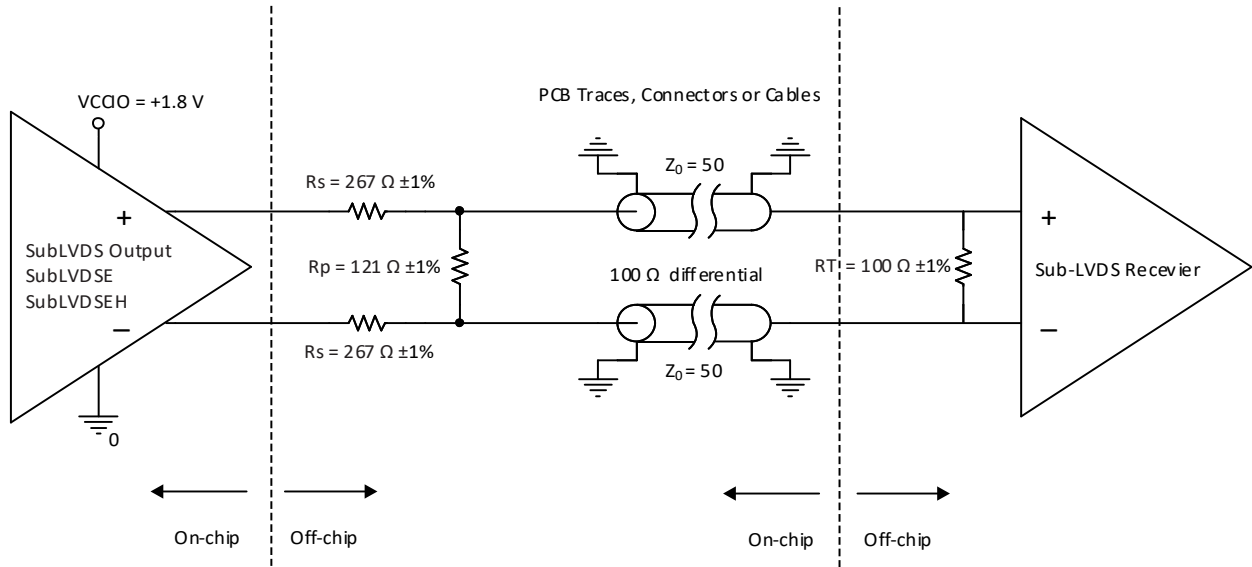 VCCIO = +1.8 V
PCB Traces, Connectors or Cables
Z0 = 50
Rs = 267 Ω ±1%
+
+
SubLVDS Output
SubLVDSE
SubLVDSEH
Rp = 121 Ω ±1%
100 Ω differential
RT = 100 Ω ±1%
Sub-LVDS Recevier
−
−
Rs = 267 Ω ±1%
Z0 = 50
0
On-chip
Off-chip
On-chip
Off-chip